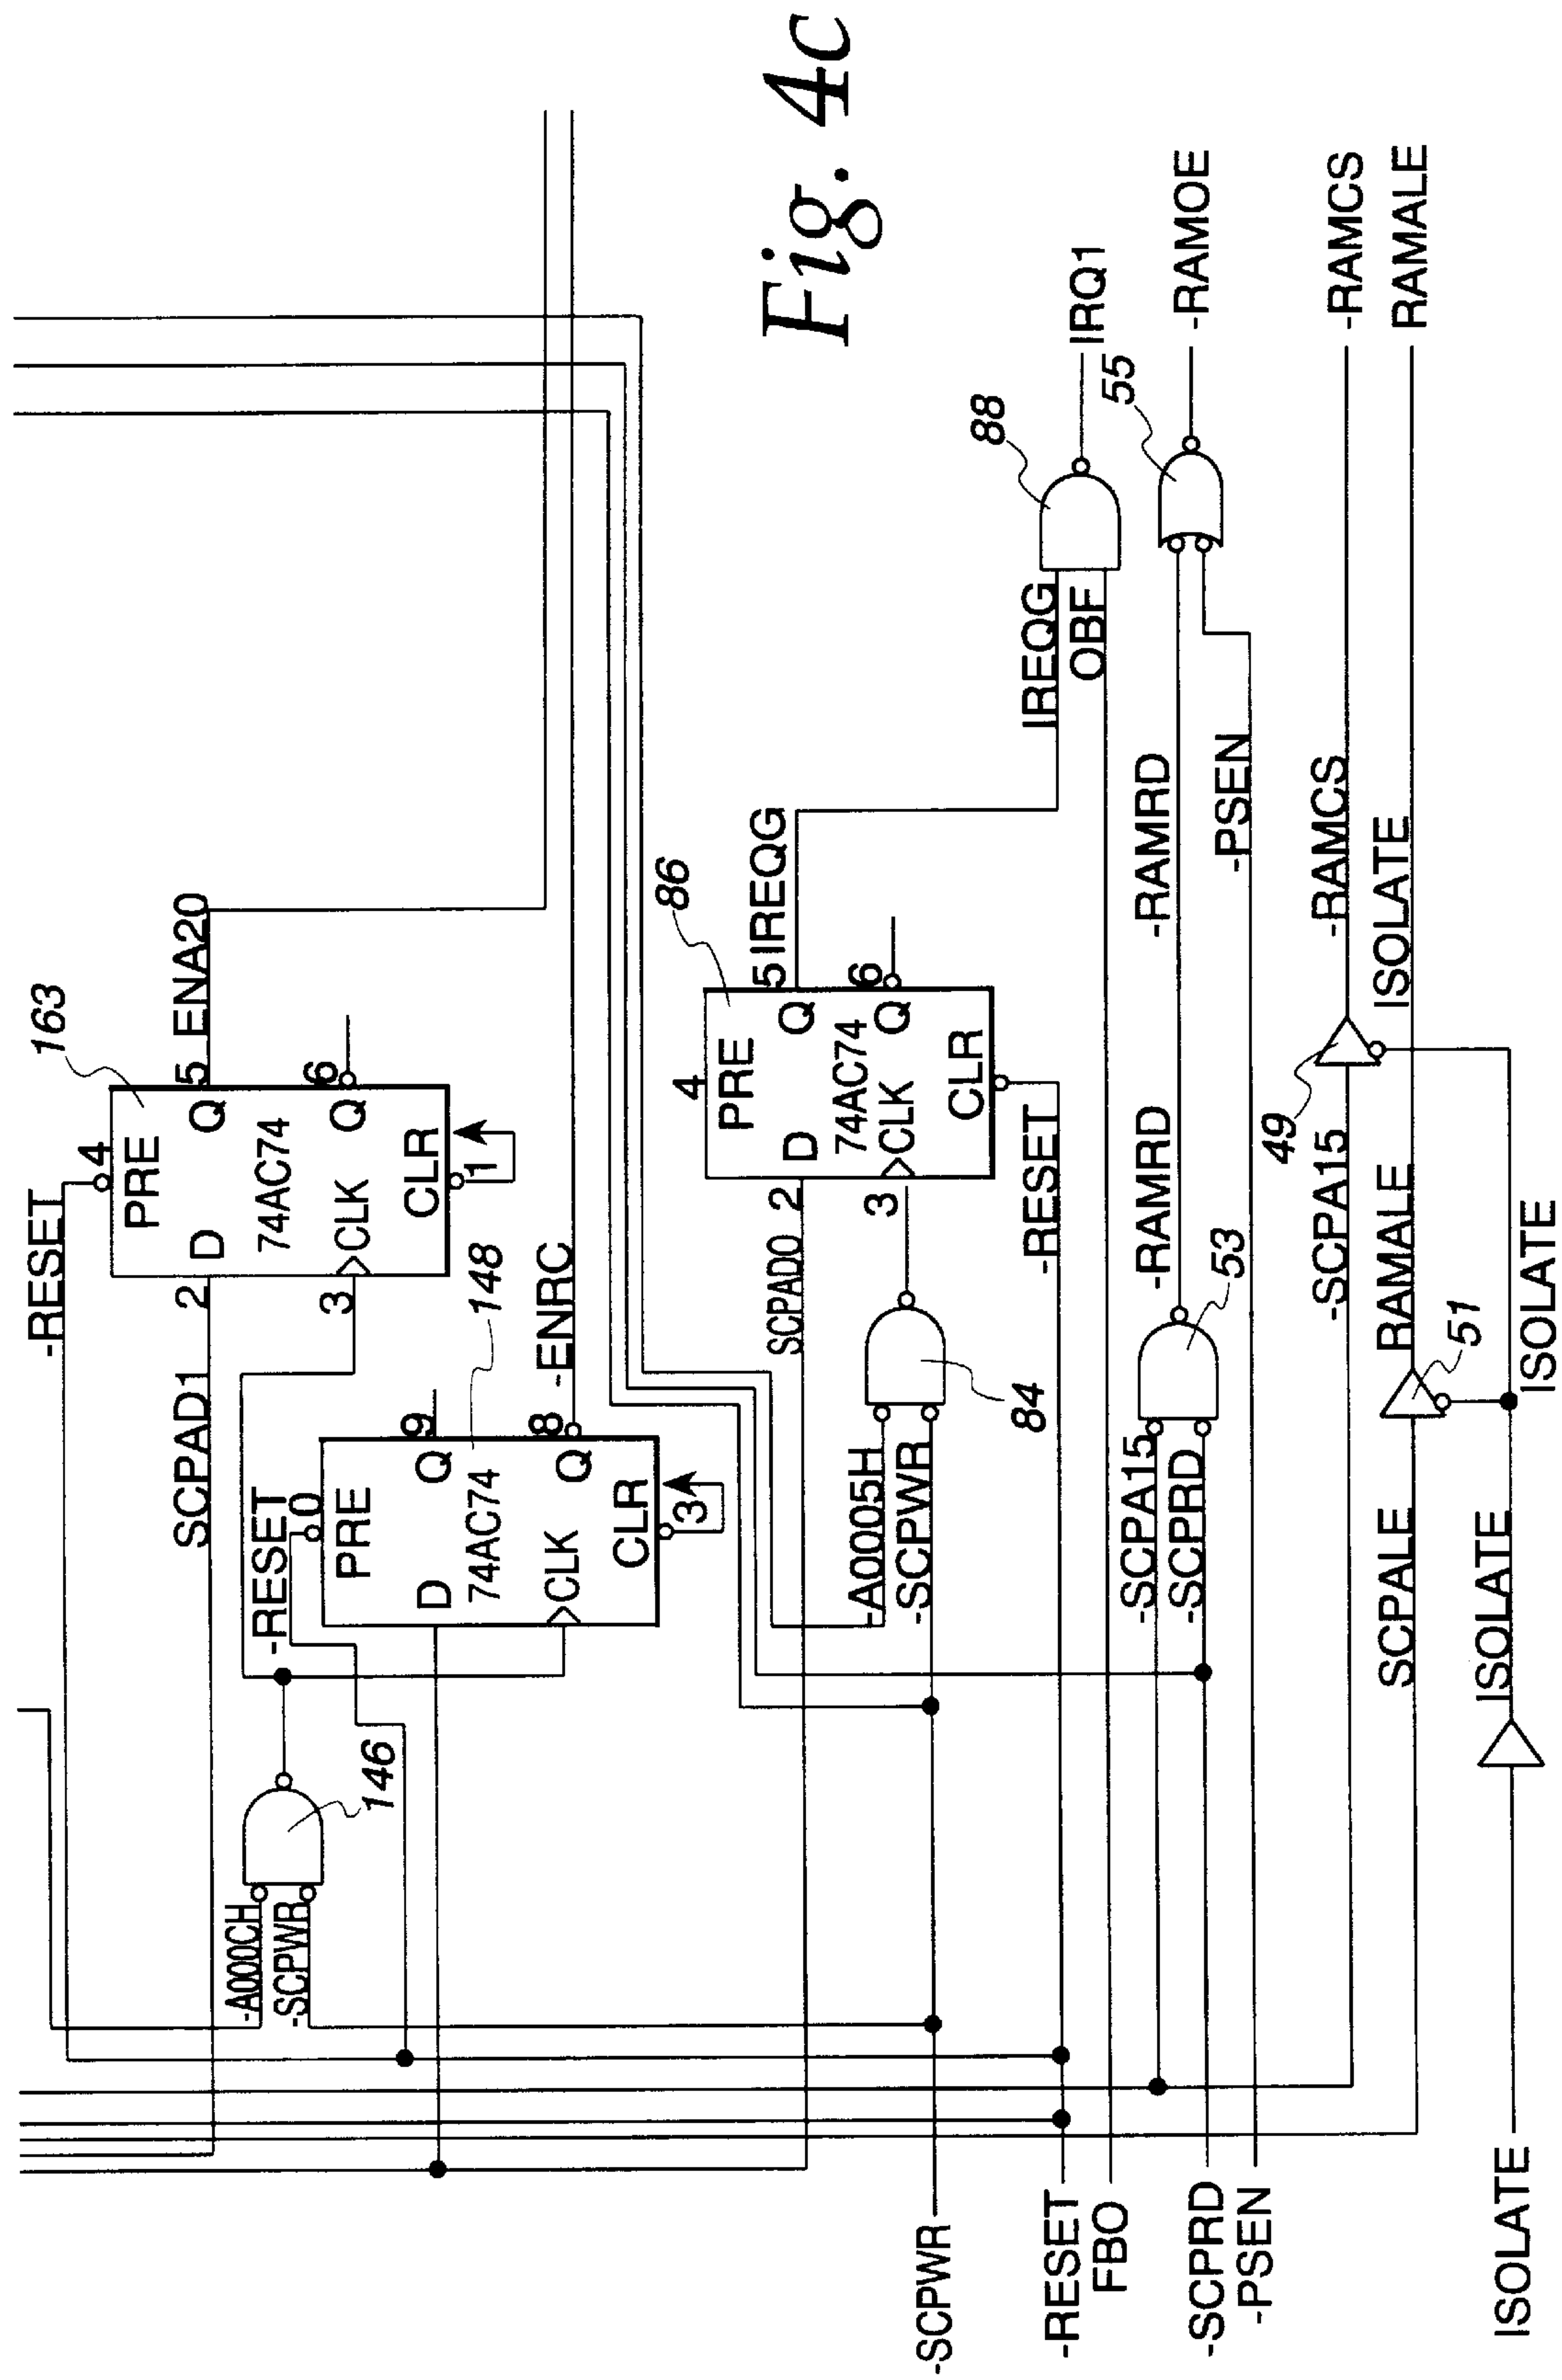 -RESET
163
4
PRE
5
ENA20
SCPAD1
2
D
Q
74AC74
3
CLK
6
Q
CLR
1
-A000CH
-SCPWR
146
-RESET
0
PRE
148
9
D
Q
74AC74
CLK
8
Q
-ENRC
CLR
3
86
4
PRE
5
IREQG
SCPAD0
2
D
Q
74AC74
3
CLK
6
Q
CLR
-RESET
-A0005H
-SCPWR
84
Fig. 4c
-SCPWR
IREQG
OBF
88
IRQ1
-RESET
FBO
-SCPA15
-SCPRD
53
-RAMRD
-RAMRD
-PSEN
55
-RAMOE
-SCPRD
-PSEN
-SCPA15
49
-RAMCS
-RAMCS
SCPALE
RAMALE
51
ISOLATE
RAMALE
ISOLATE
ISOLATE
ISOLATE